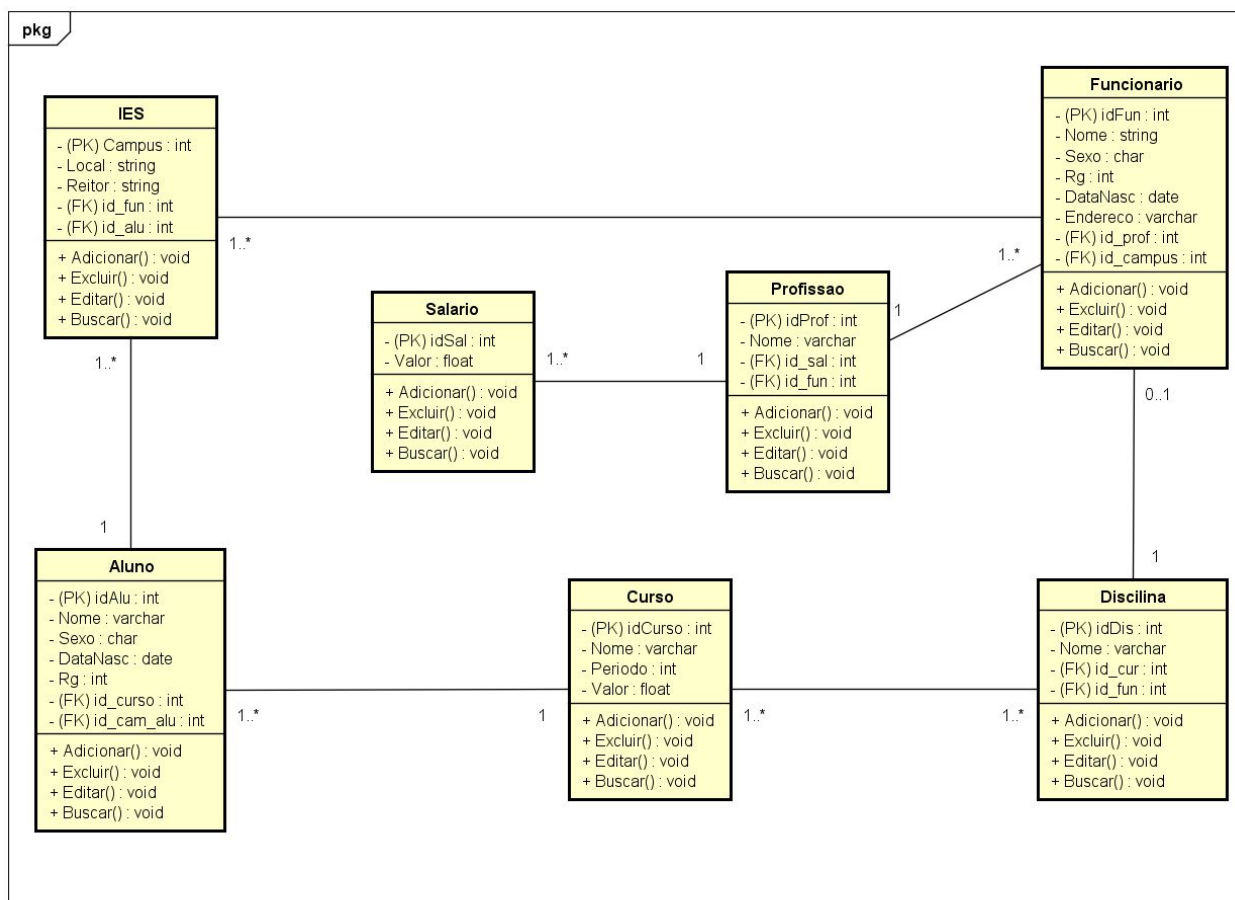 pkg
IES
- (PK) Campus : int
- Local : string
- Reitor : string
- (FK) id_fun : int
- (FK) id_alu : int
+ Adicionar() : void
+ Excluir() : void
+ Editar() : void
+ Buscar() : void
1..*
1..*
Funcionario
- (PK) idFun : int
- Nome : string
- Sexo : char
- Rg : int
- DataNasc : date
- Endereco : varchar
- (FK) id_prof : int
- (FK) id_campus : int
+ Adicionar() : void
+ Excluir() : void
+ Editar() : void
+ Buscar() : void
1..*
0..1
Salario
- (PK) idSal : int
- Valor : float
+ Adicionar() : void
+ Excluir() : void
+ Editar() : void
+ Buscar() : void
1..*
1
Profissao
- (PK) idProf : int
- Nome : varchar
- (FK) id_sal : int
- (FK) id_fun : int
+ Adicionar() : void
+ Excluir() : void
+ Editar() : void
+ Buscar() : void
1
1
Aluno
- (PK) idAlu : int
- Nome : varchar
- Sexo : char
- DataNasc : date
- Rg : int
- (FK) id_curso : int
- (FK) id_cam_alu : int
+ Adicionar() : void
+ Excluir() : void
+ Editar() : void
+ Buscar() : void
1..*
1
Curso
- (PK) idCurso : int
- Nome : varchar
- Periodo : int
- Valor : float
+ Adicionar() : void
+ Excluir() : void
+ Editar() : void
+ Buscar() : void
1..*
1..*
1
Discilina
- (PK) idDis : int
- Nome : varchar
- (FK) id_cur : int
- (FK) id_fun : int
+ Adicionar() : void
+ Excluir() : void
+ Editar() : void
+ Buscar() : void